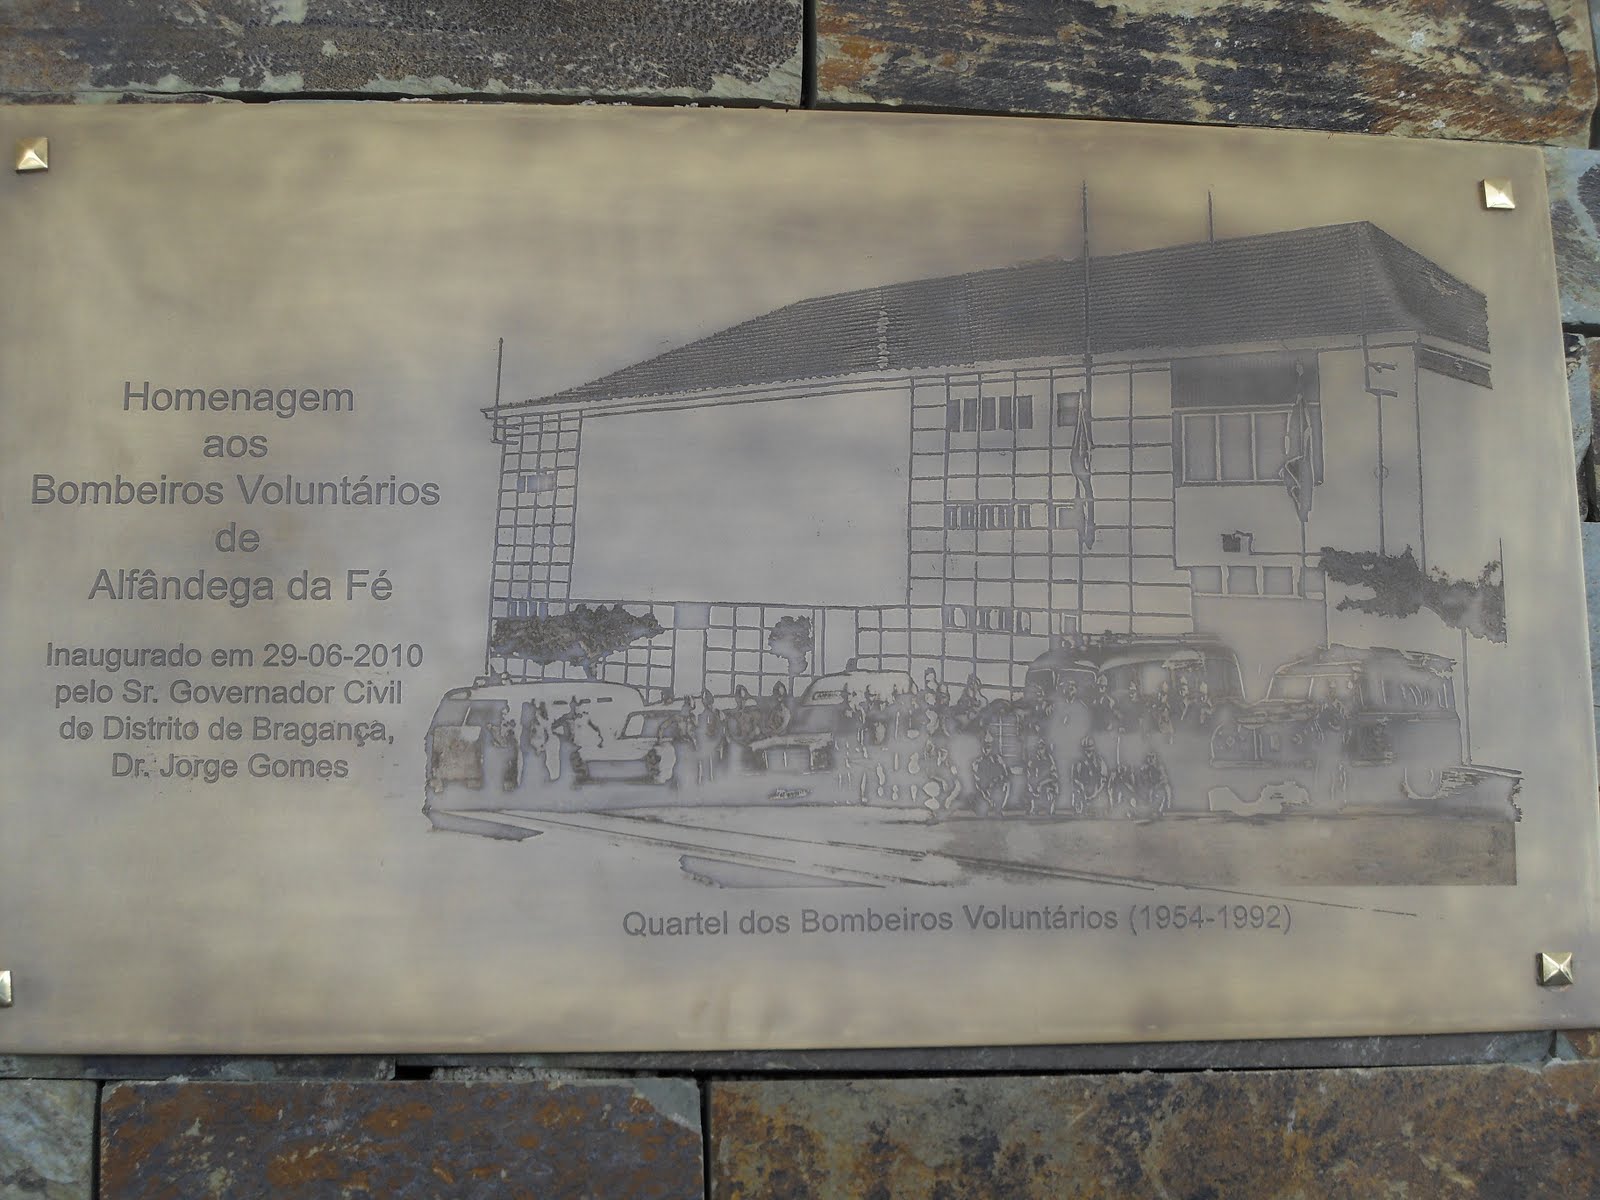 Homenagem
aos
Bombeiros Voluntários
de
Alfândega da Fé
Inaugurado em 29-06-2010
pelo Sr. Governador Civil
do Distrito de Bragança,
Dr. Jorge Gomes
Quartel dos Bombeiros Voluntários (1954-1992)